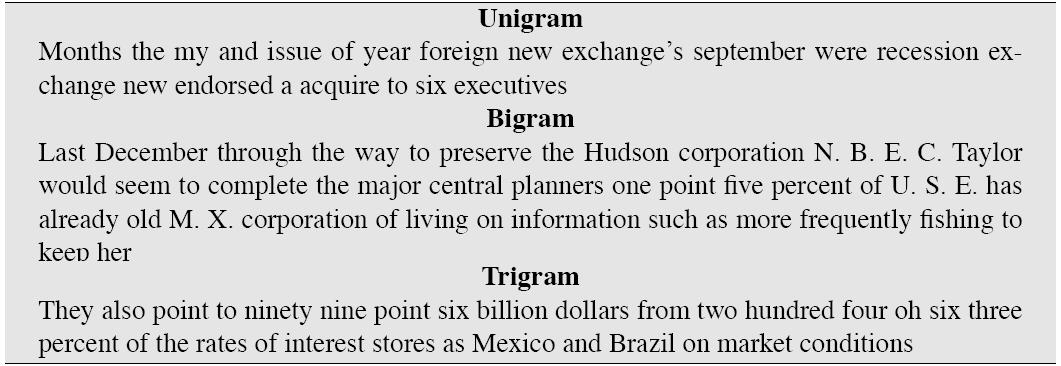 Unigram
Months the my and issue of year foreign new exchange’s september were recession ex-
change new endorsed a acquire to six executives
Bigram
Last December through the way to preserve the Hudson corporation N. B. E. C. Taylor
would seem to complete the major central planners one point five percent of U. S. E. has
already old M. X. corporation of living on information such as more frequently fishing to
keep her
Trigram
They also point to ninety nine point six billion dollars from two hundred four oh six three
percent of the rates of interest stores as Mexico and Brazil on market conditions